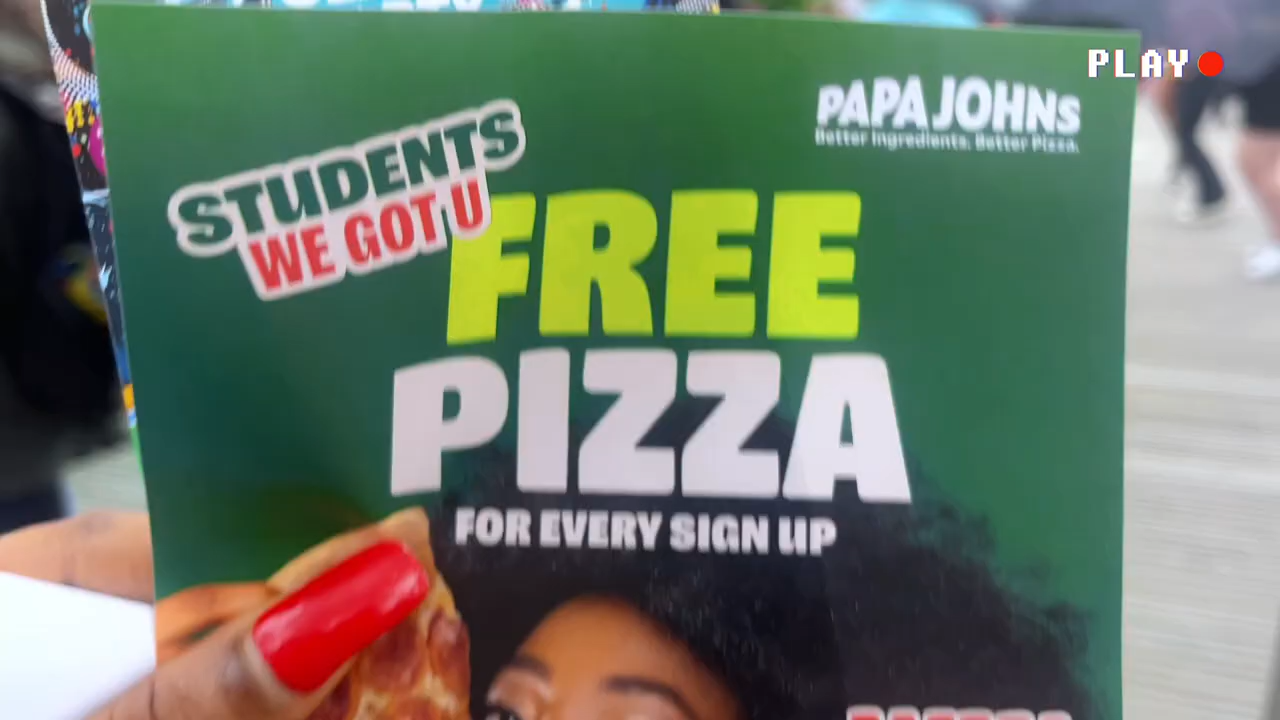 PLAY
PAPA JOHNS
Better Ingredients. Better Pizza.
STUDENTS
WE GOT U
FREE
PIZZA
FOR EVERY SIGN UP